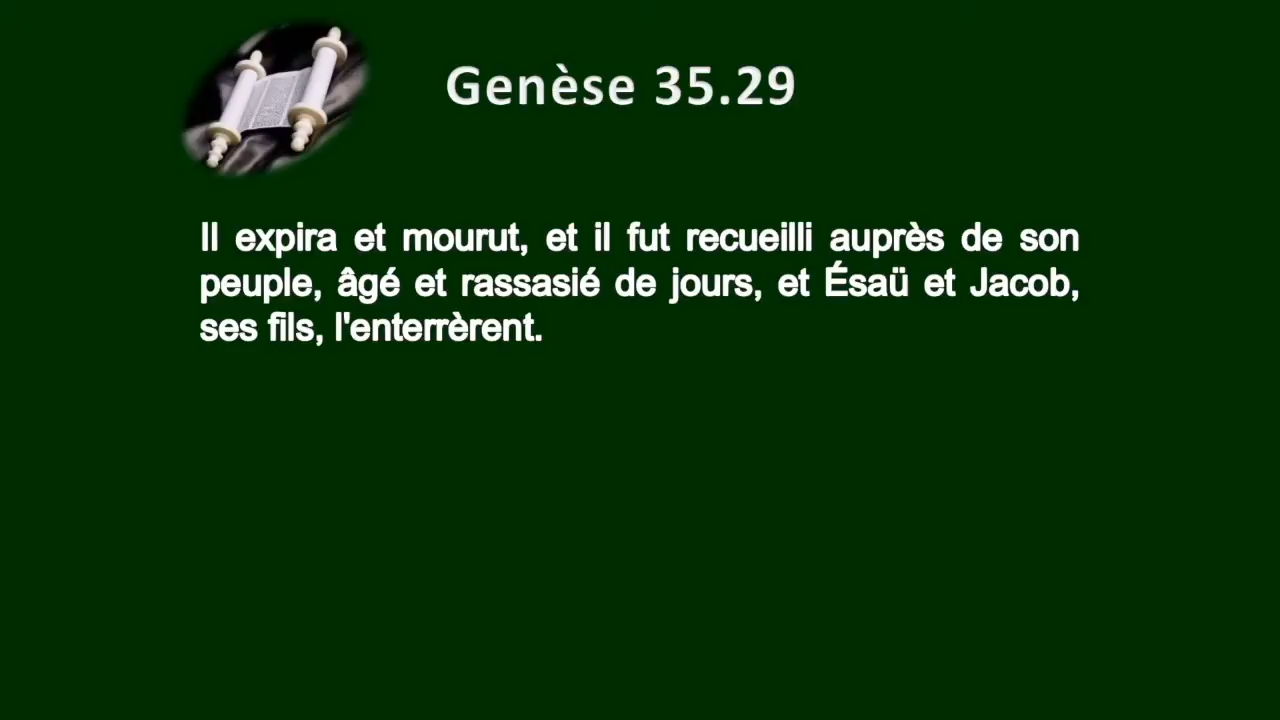 Genèse 35.29
Il expira et mourut, et il fut recueilli auprès de son
peuple, âgé et rassasié de jours, et Ésaü et Jacob,
ses fils, l'enterrèrent.